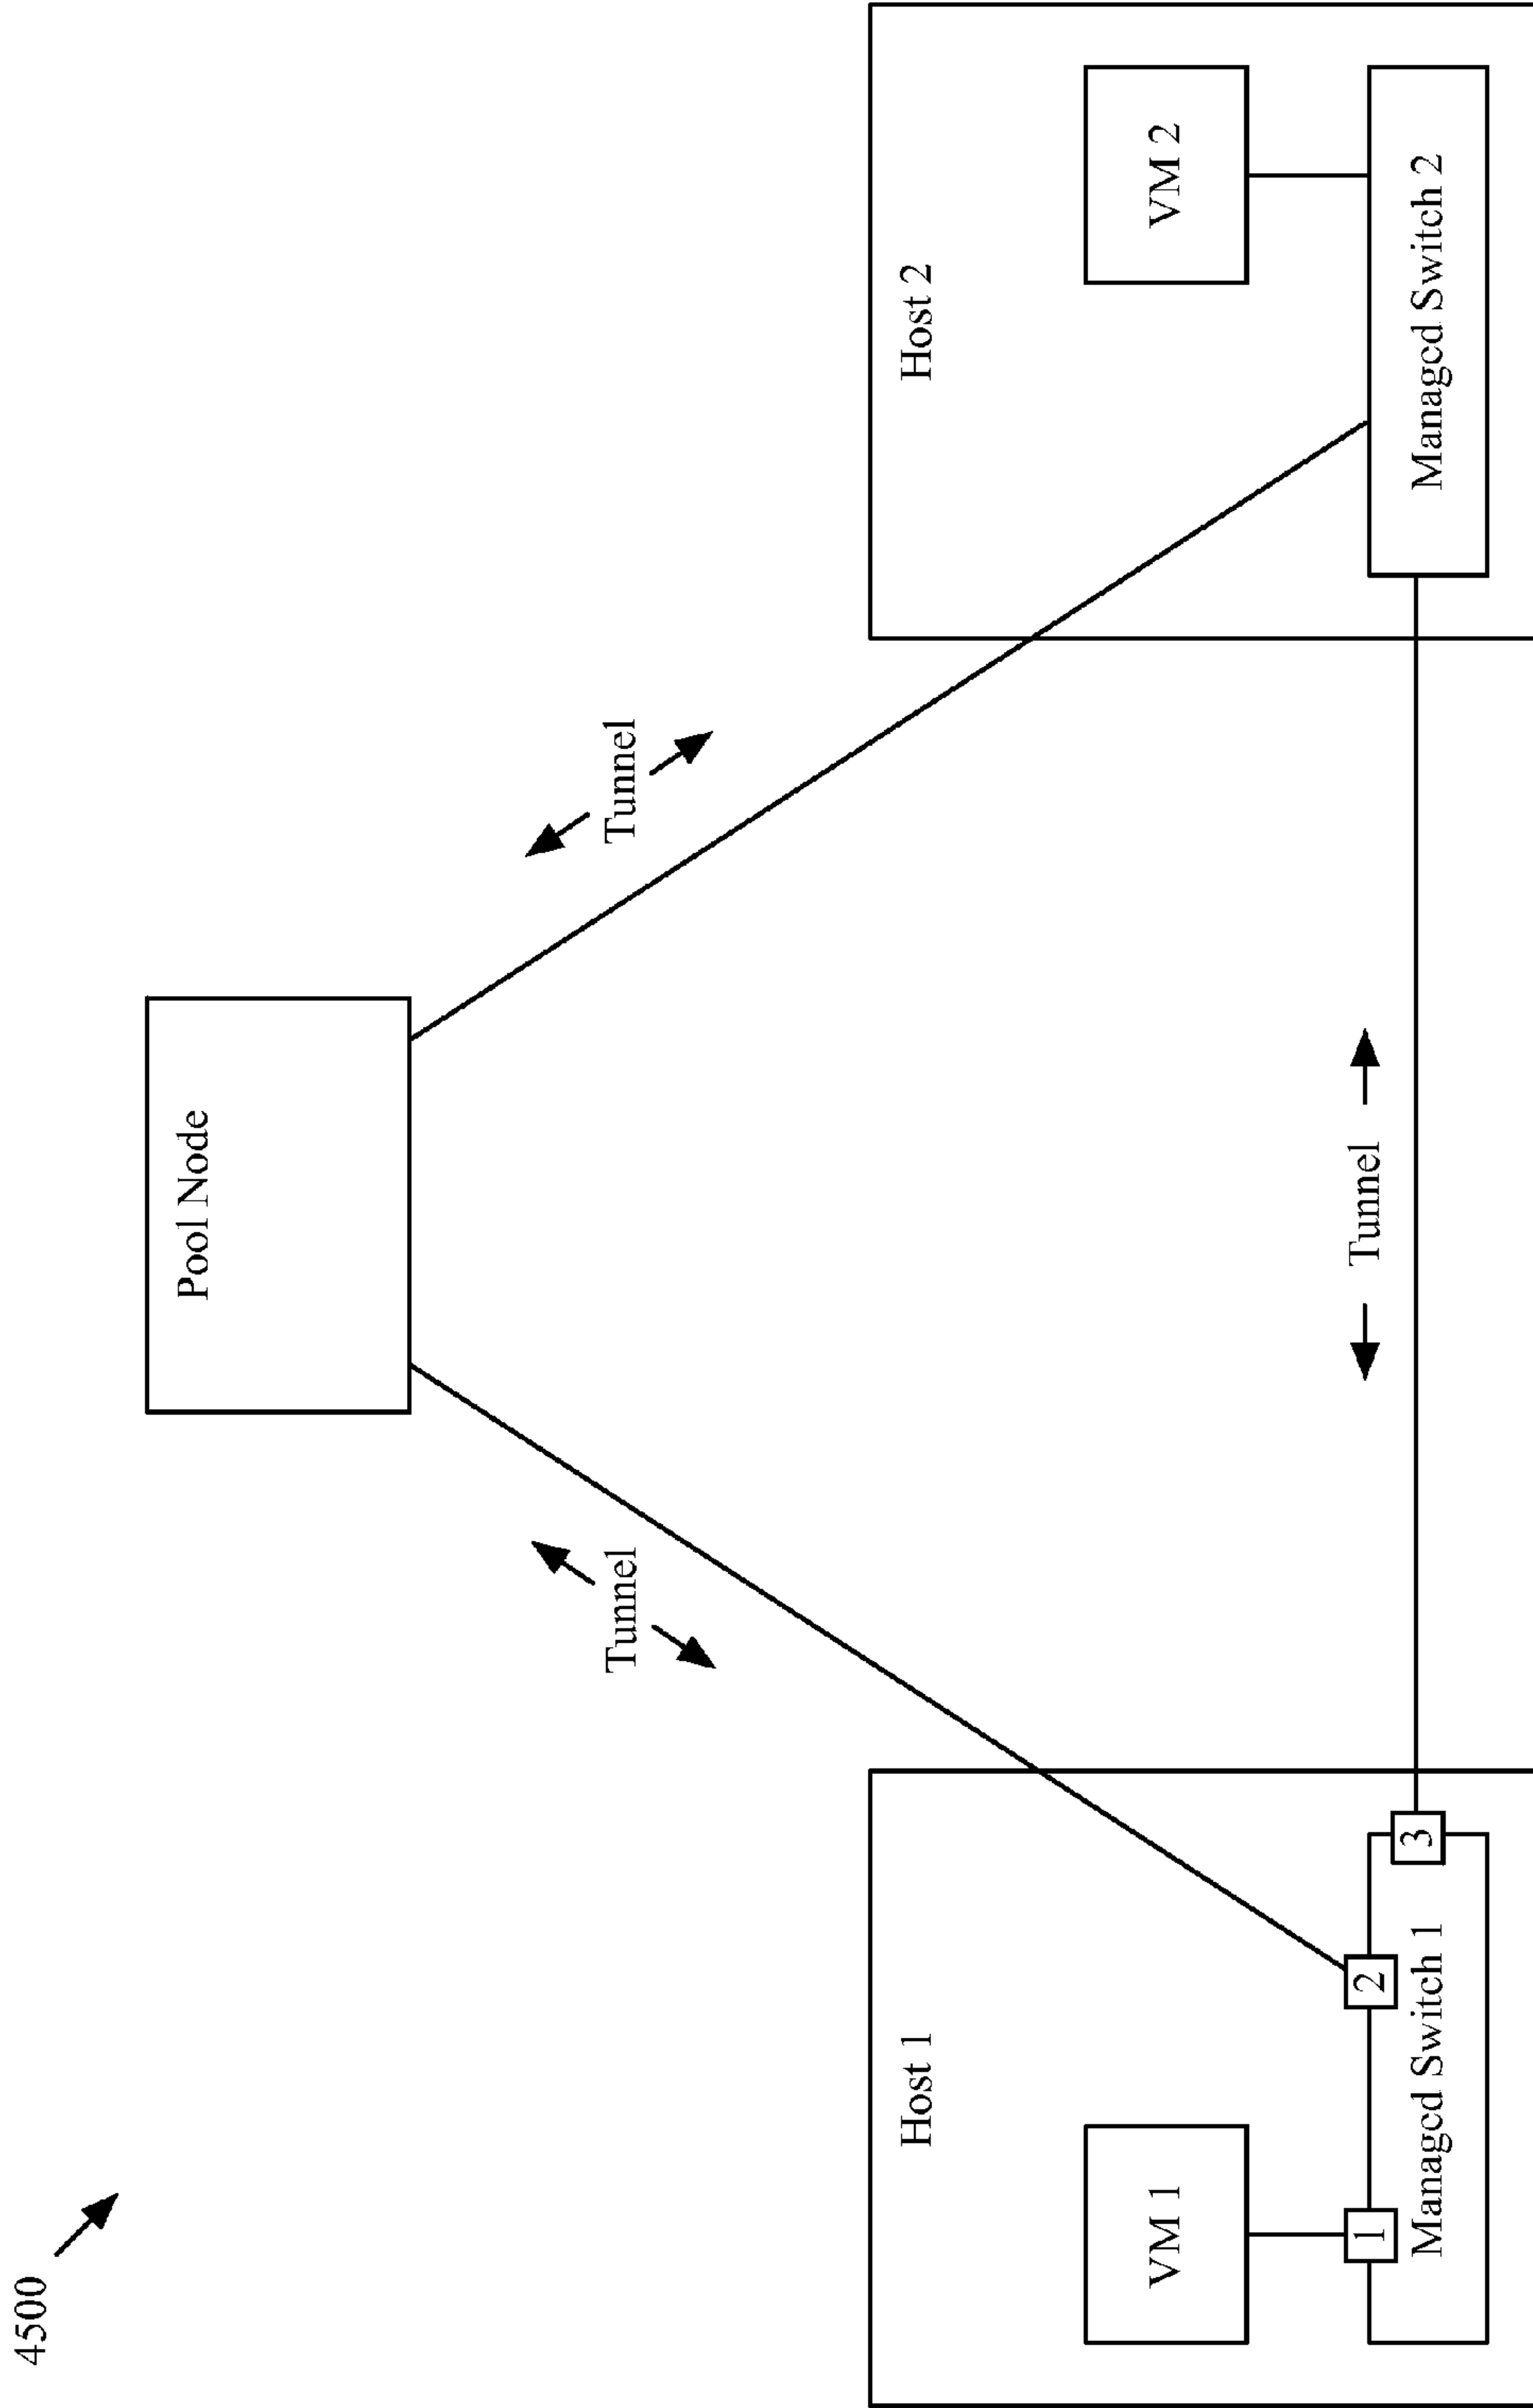 4500
Pool Node
Tunnel
Tunnel
Host 1
Host 2
VM 1
VM 2
Tunnel
1
2
3
Managed Switch 1
Managed Switch 2